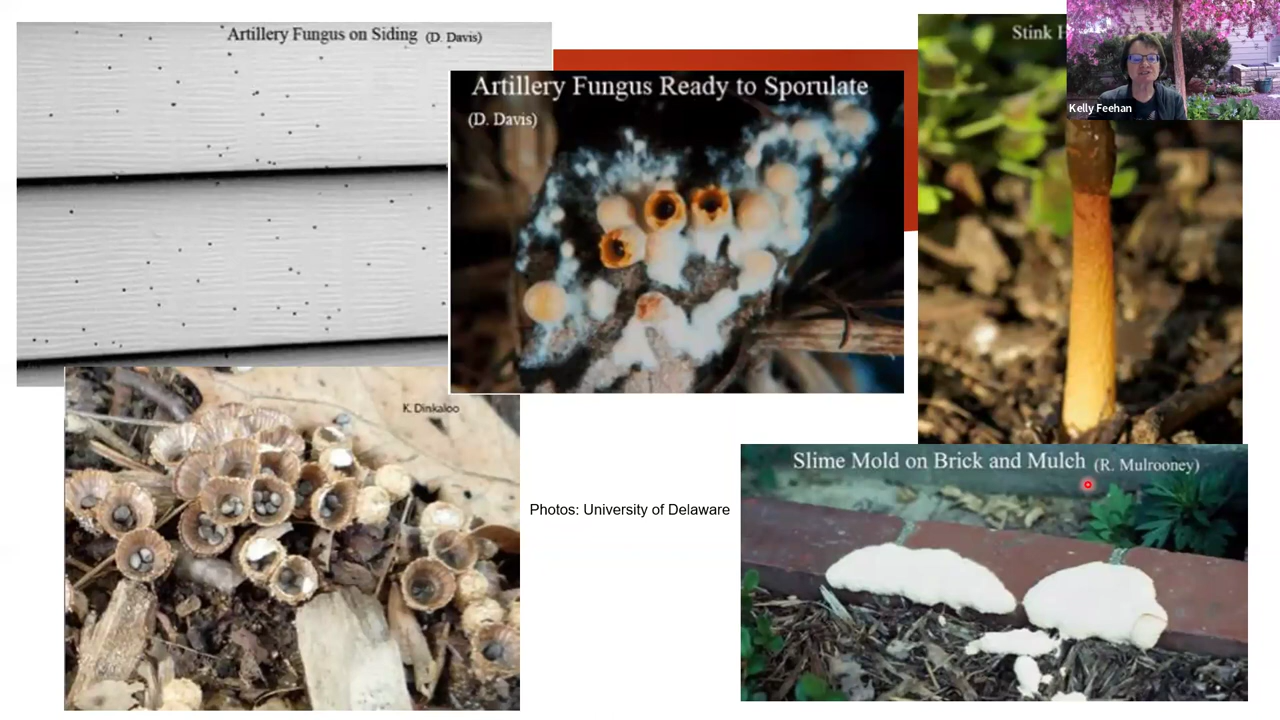 Artillery Fungus on Siding (D. Davis)
Artillery Fungus Ready to Sporulate
(D. Davis)
Stink
Kelly Feehan
K. Dinkaloo
Photos: University of Delaware
Slime Mold on Brick and Mulch (R. Mulrooney)